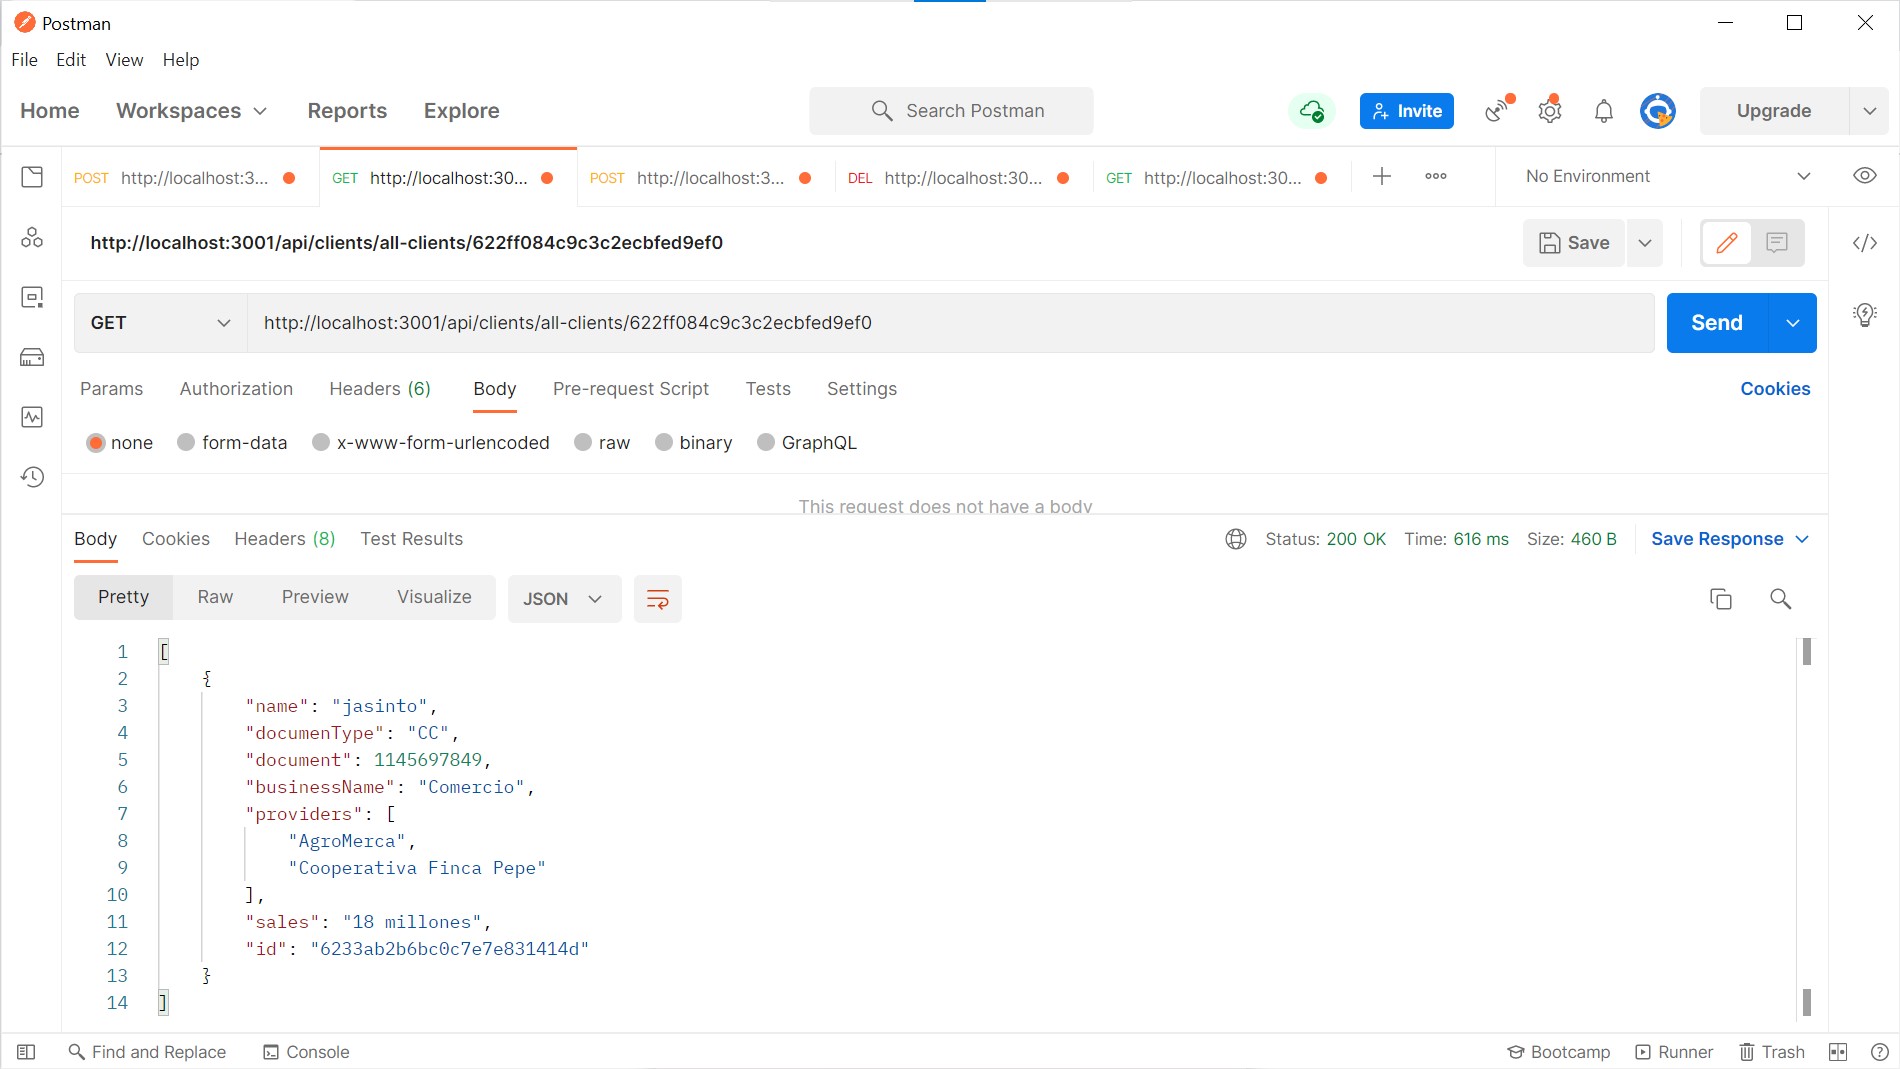 Postman
File Edit View Help
Home Workspaces Reports Explore Search Postman Invite Upgrade
POST http://localhost:3... GET http://localhost:30... POST http://localhost:3... DEL http://localhost:30... GET http://localhost:30... No Environment
http://localhost:3001/api/clients/all-clients/622ff084c9c3c2ecbfed9ef0 Save
GET http://localhost:3001/api/clients/all-clients/622ff084c9c3c2ecbfed9ef0 Send
Params Authorization Headers (6) Body Pre-request Script Tests Settings Cookies
none form-data x-www-form-urlencoded raw binary GraphQL
This request does not have a body
Body Cookies Headers (8) Test Results Status: 200 OK Time: 616 ms Size: 460 B Save Response
Pretty Raw Preview Visualize JSON
1 [
2 {
3 "name": "jasinto",
4 "documenType": "CC",
5 "document": 1145697849,
6 "businessName": "Comercio",
7 "providers": [
8 "AgroMerca",
9 "Cooperativa Finca Pepe"
10 ],
11 "sales": "18 millones",
12 "id": "6233ab2b6bc0c7e7e831414d"
13 }
14 ]
Find and Replace Console Bootcamp Runner Trash